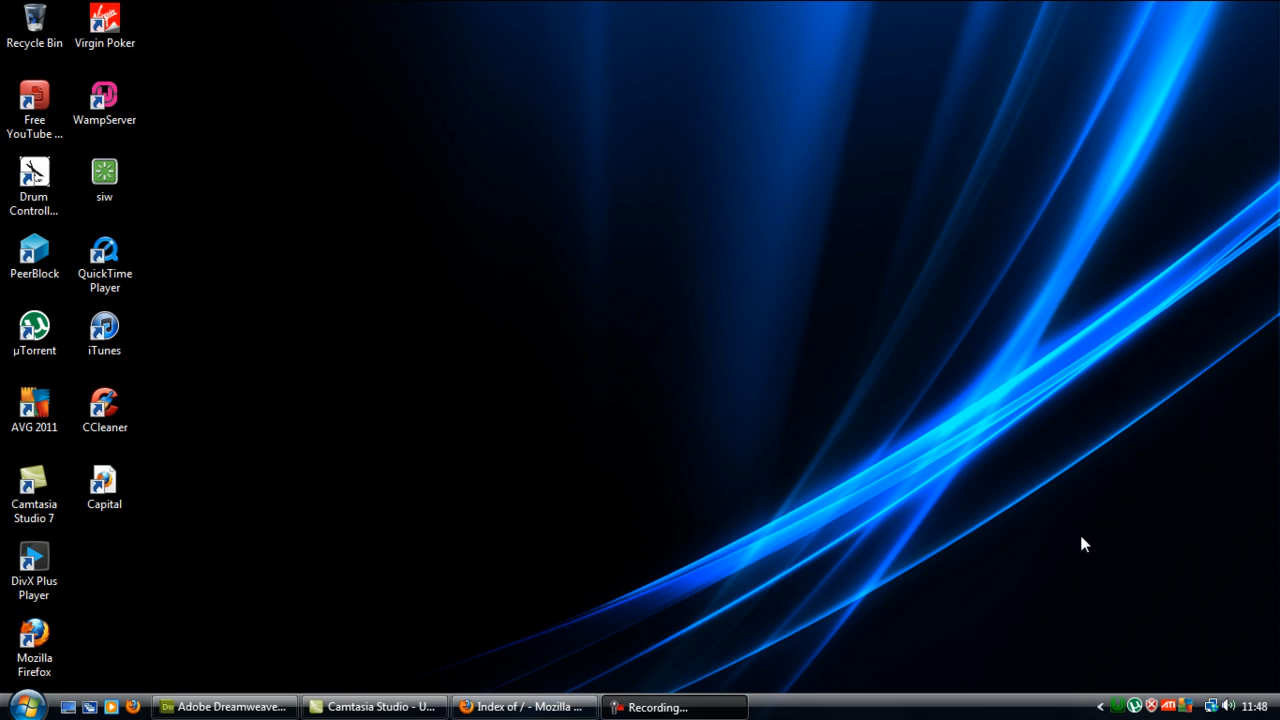 Recycle Bin
Virgin Poker
Free
YouTube ...
WampServer
Drum
Controll...
siw
PeerBlock
QuickTime
Player
µTorrent
iTunes
AVG 2011
CCleaner
Camtasia
Studio 7
Capital
DivX Plus
Player
Mozilla
Firefox
Adobe Dreamweave...
Camtasia Studio - U...
Index of / - Mozilla ...
Recording...
ATI
11:48